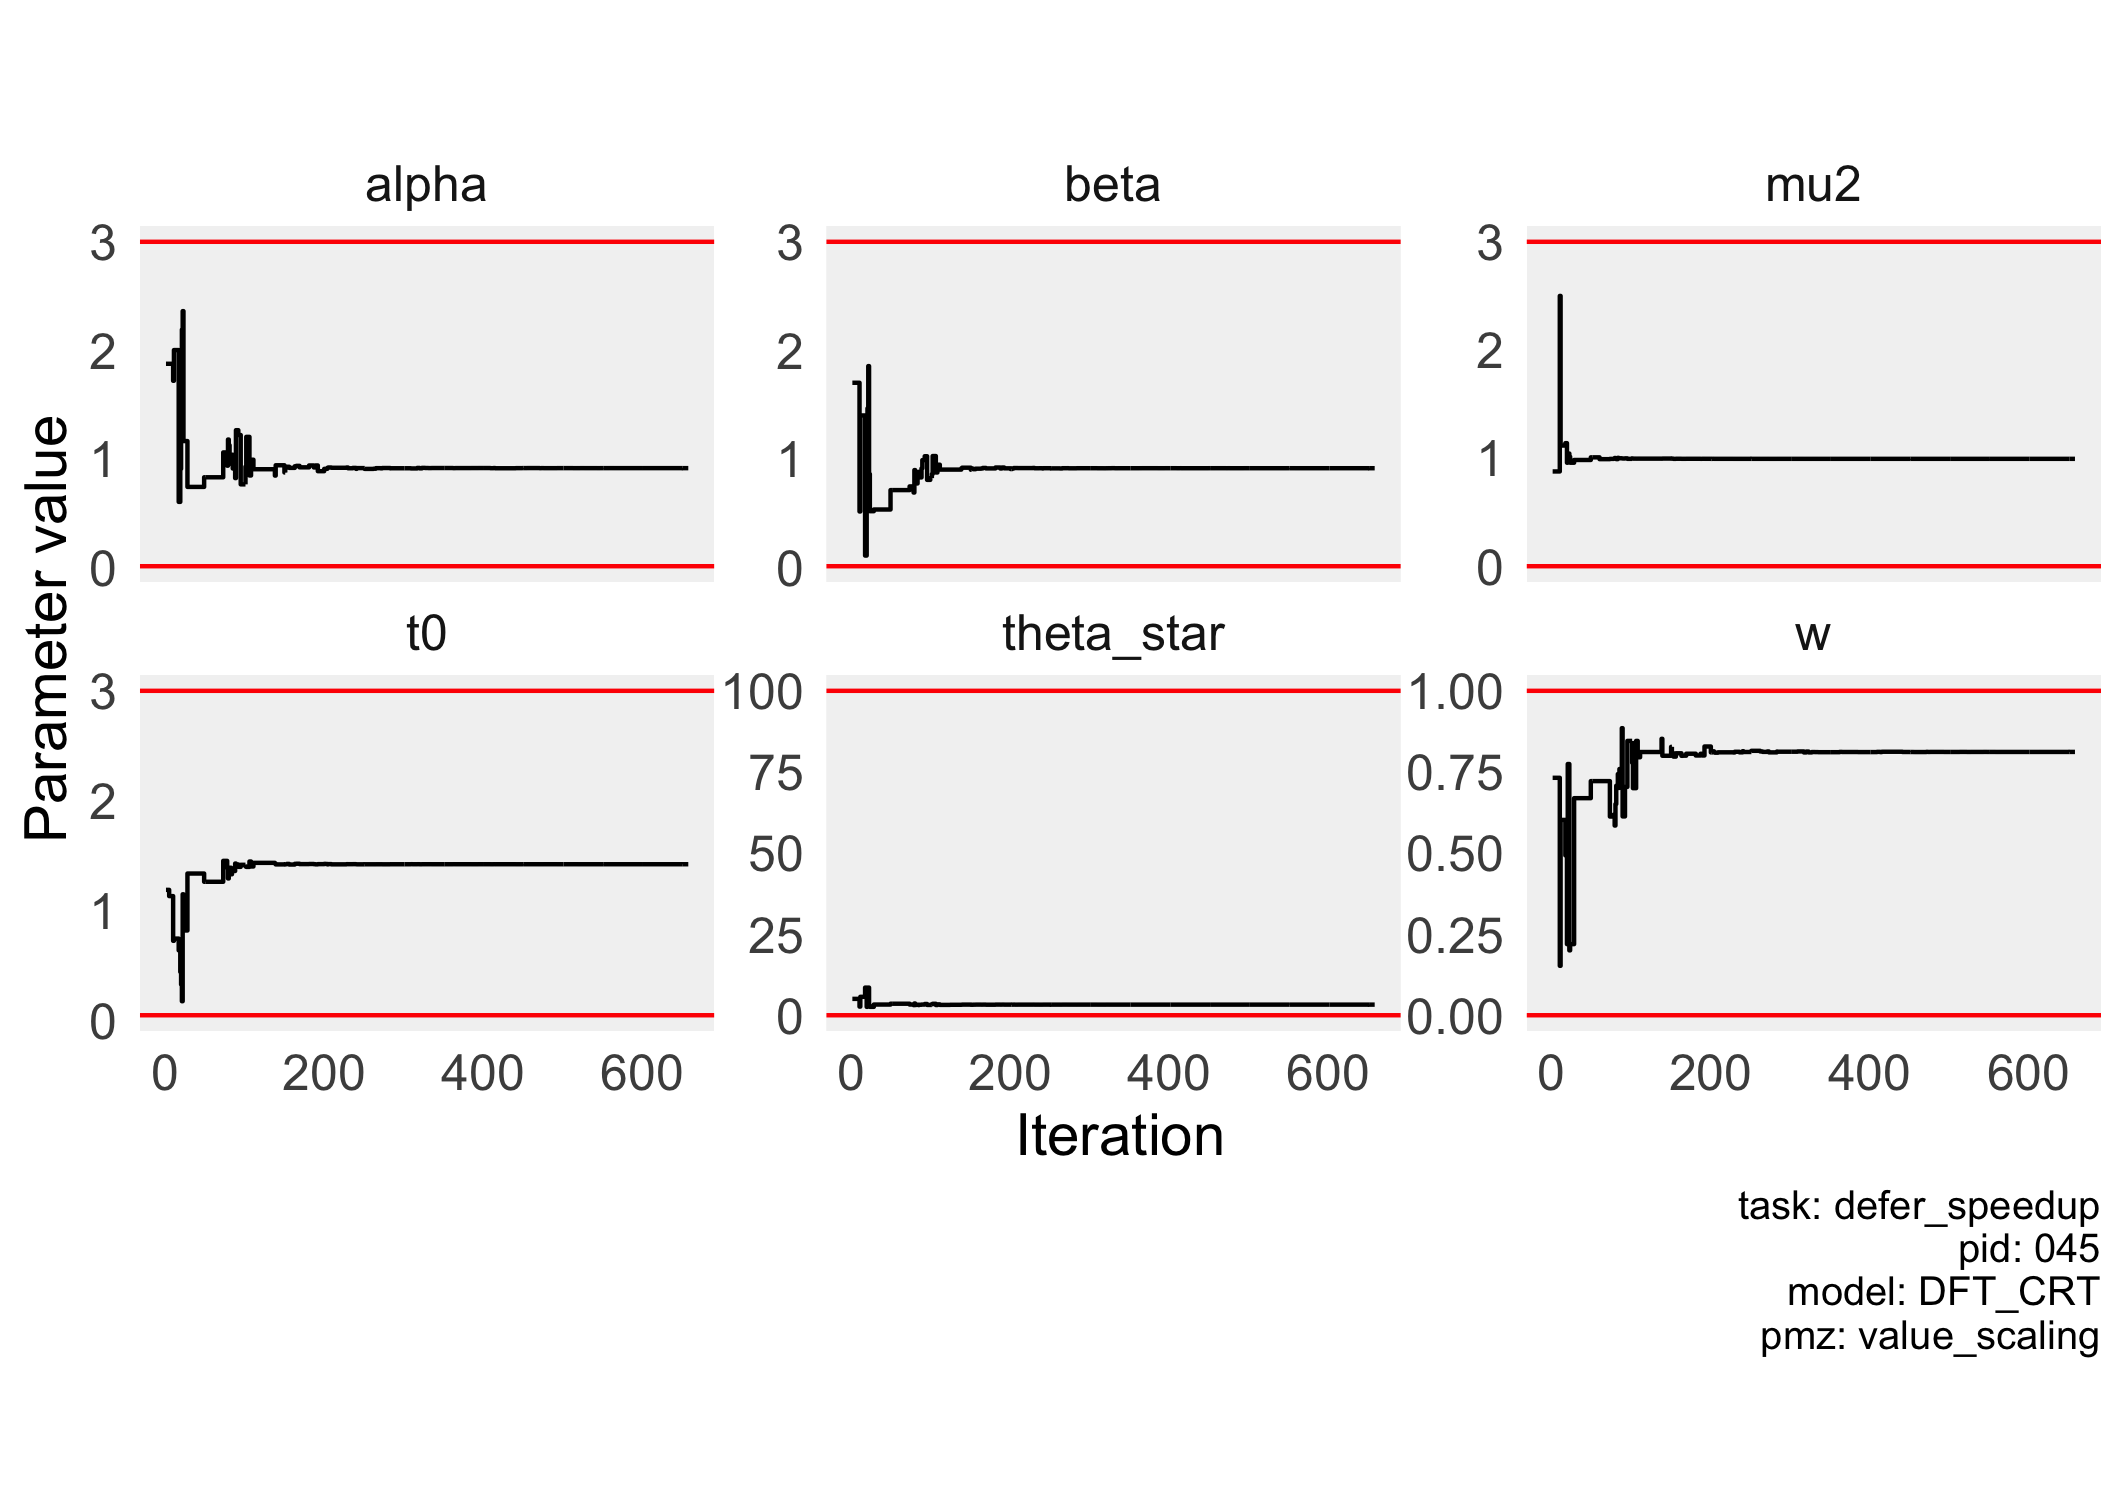 alpha
beta
mu2
3
2
1
0
3
2
1
0
3
2
1
0
t0
theta_star
w
3
2
1
0
100
75
50
25
0
1.00
0.75
0.50
0.25
0.00
0 200 400 600
0 200 400 600
0 200 400 600
Parameter value
Iteration
task: defer_speedup
pid: 045
model: DFT_CRT
pmz: value_scaling